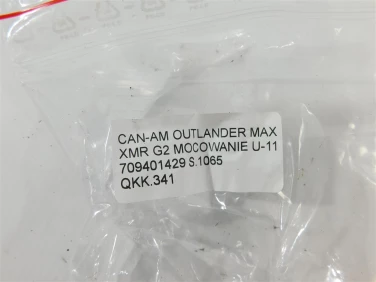 CAN-AM OUTLANDER MAX
XMR G2 MOCOWANIE U-11
709401429 S.1065
QKK.341